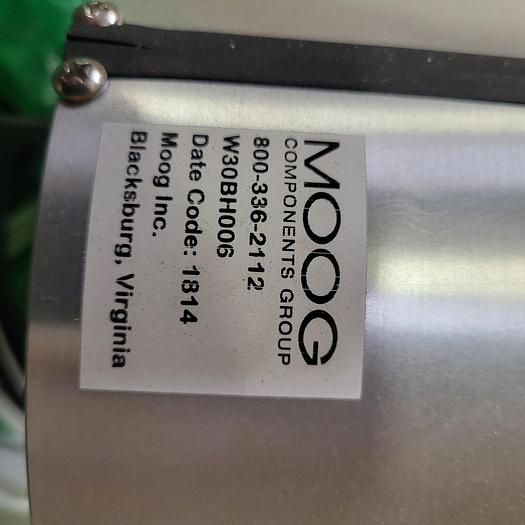 MOOG
COMPONENTS GROUP
800-336-2112
W30BH006
Date Code: 1814
Moog Inc.
Blacksburg, Virginia